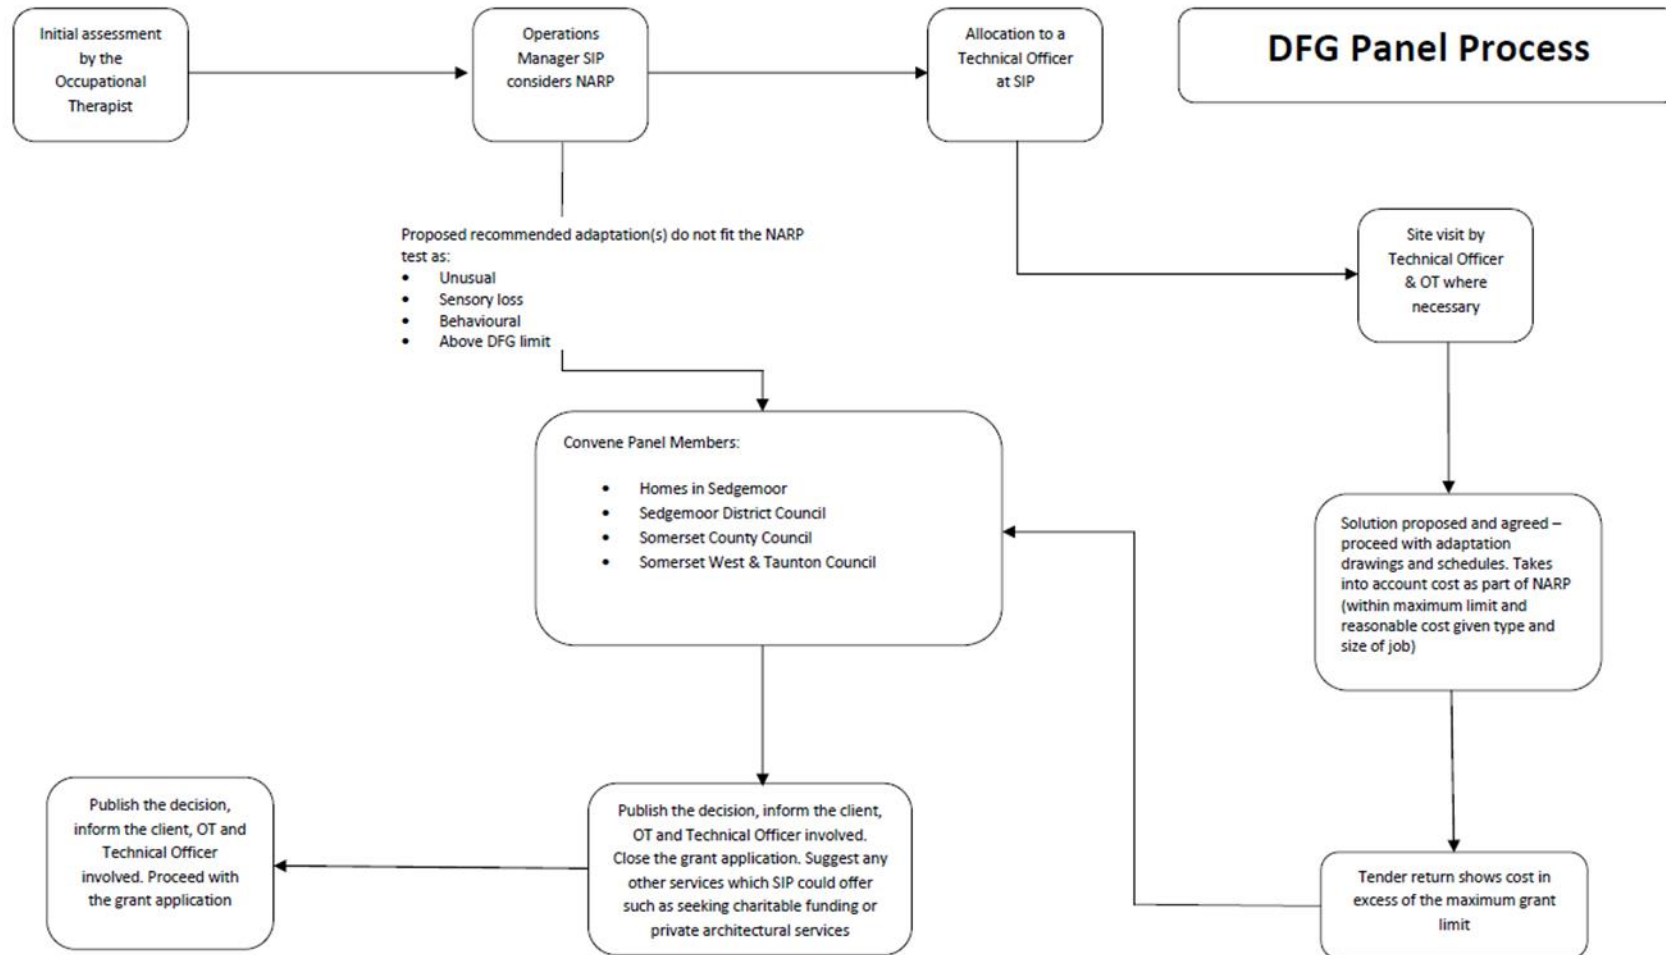 Initial assessment
by the
Occupational
Therapist
Operations
Manager SIP
considers NARP
Allocation to a
Technical Officer
at SIP
DFG Panel Process
Proposed recommended adaptation(s) do not fit the NARP
test as:
• Unusual
• Sensory loss
• Behavioural
• Above DFG limit
Site visit by
Technical Officer
& OT where
necessary
Convene Panel Members:
• Homes in Sedgemoor
• Sedgemoor District Council
• Somerset County Council
• Somerset West & Taunton Council
Solution proposed and agreed –
proceed with adaptation
drawings and schedules. Takes
into account cost as part of NARP
(within maximum limit and
reasonable cost given type and
size of job)
Publish the decision,
inform the client, OT and
Technical Officer
involved. Proceed with
the grant application
Publish the decision, inform the client,
OT and Technical Officer involved.
Close the grant application. Suggest any
other services which SIP could offer
such as seeking charitable funding or
private architectural services
Tender return shows cost in
excess of the maximum grant
limit